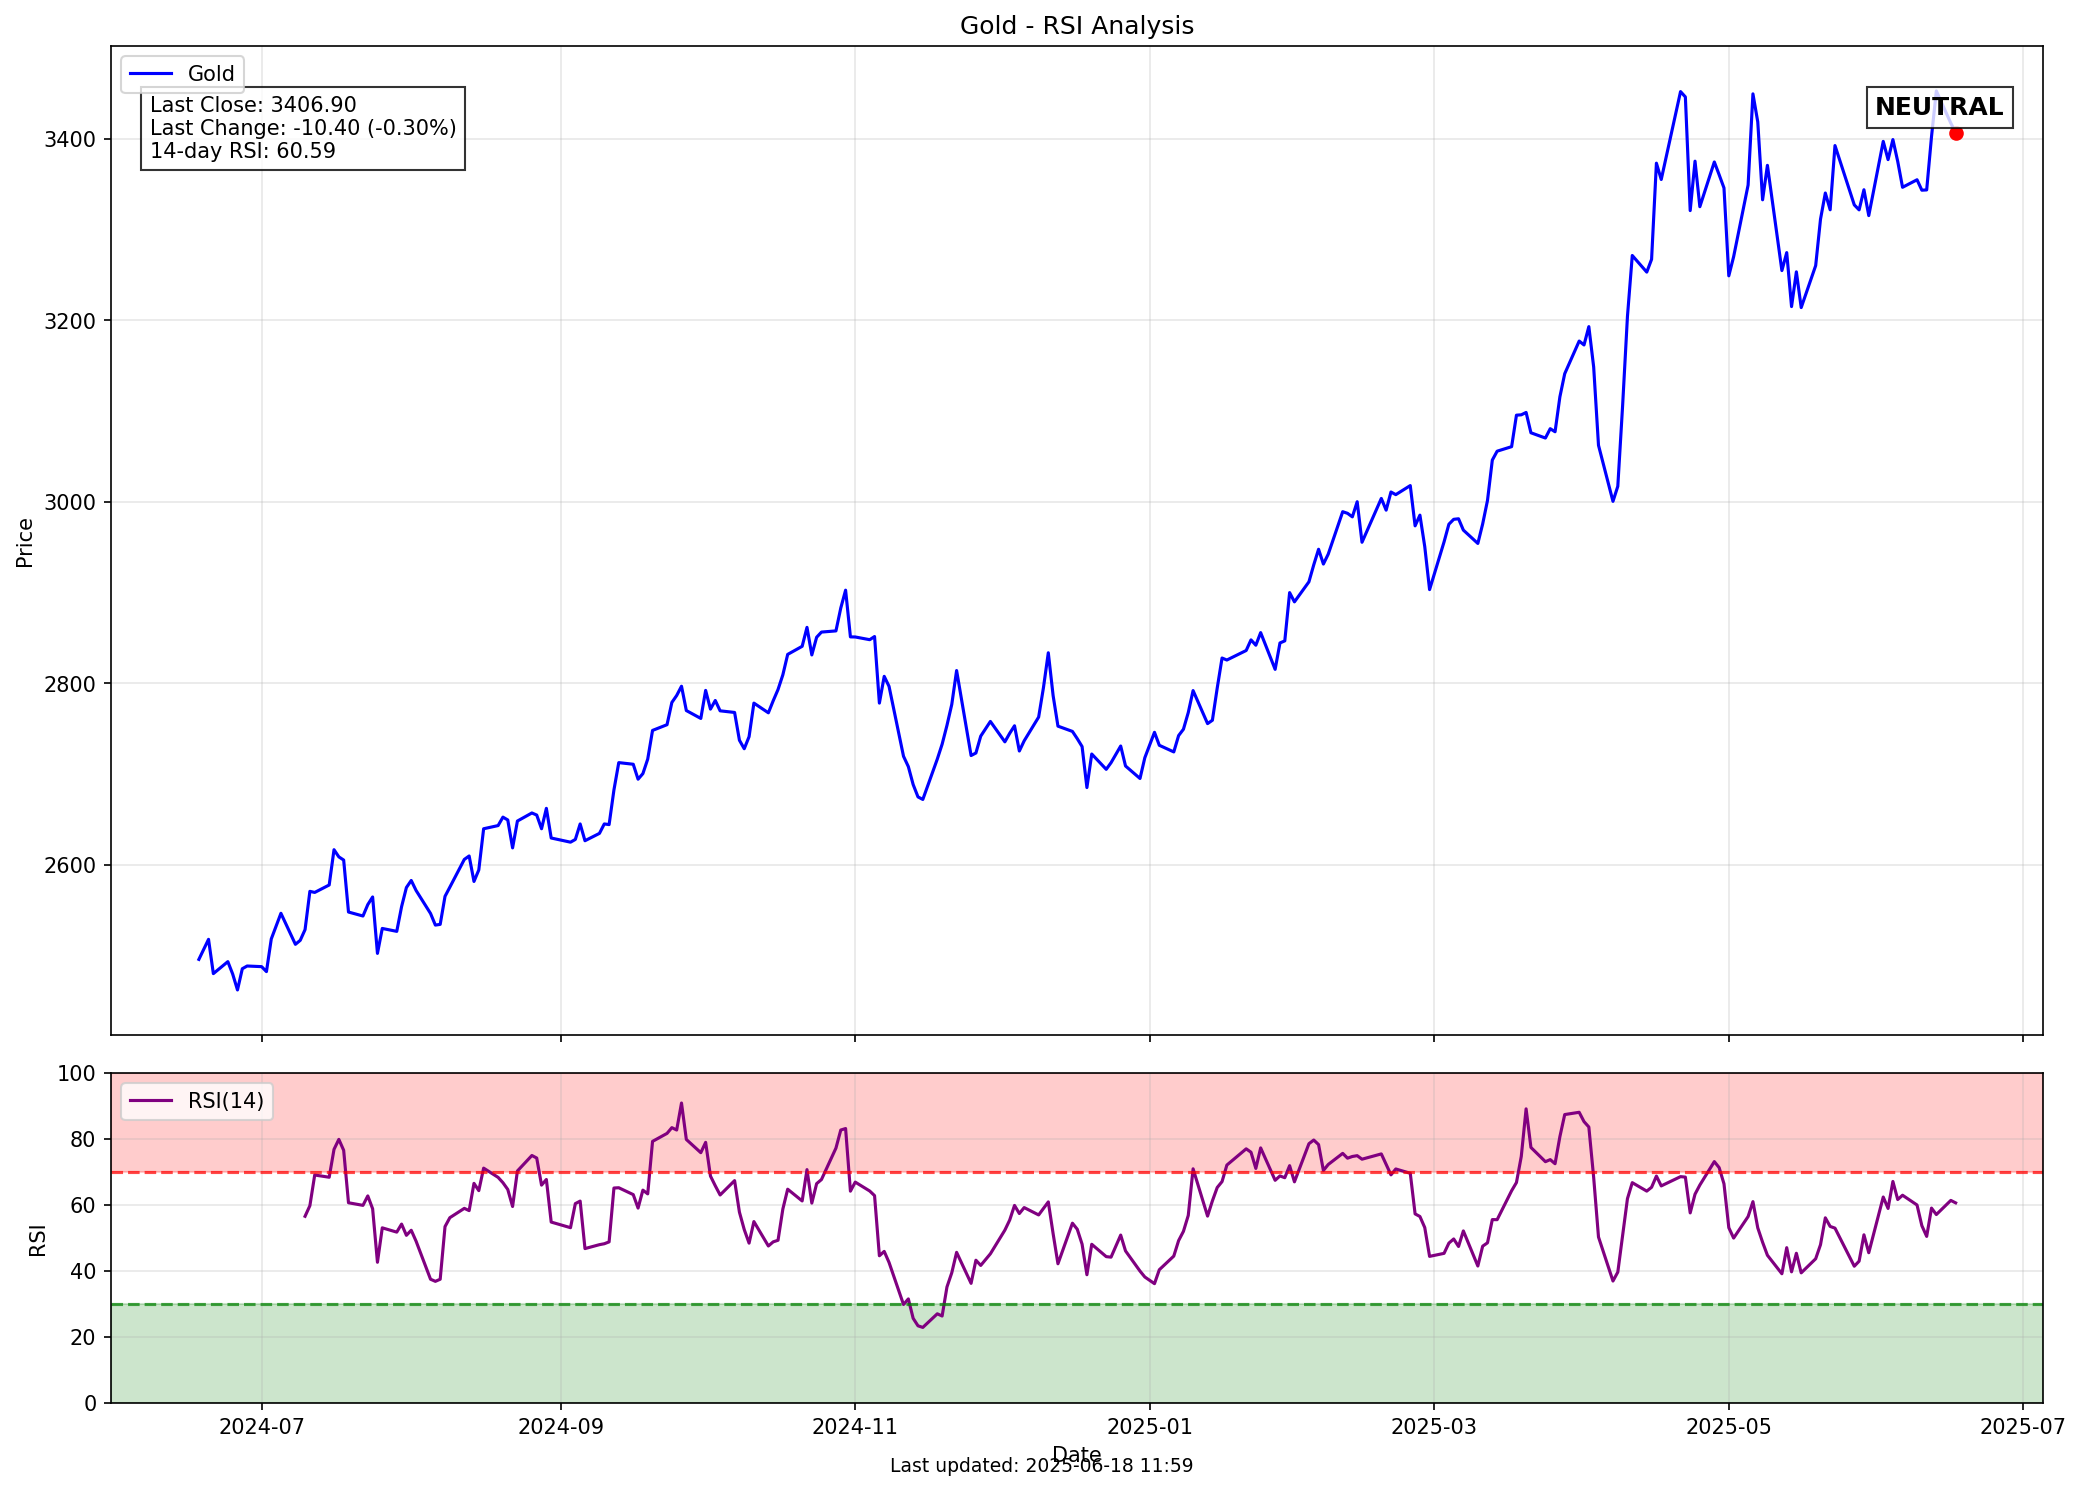 Gold - RSI Analysis
Gold
Last Close: 3406.90
Last Change: -10.40 (-0.30%)
14-day RSI: 60.59
NEUTRAL
3400
3200
3000
2800
2600
Price
RSI(14)
100
80
60
40
20
0
RSI
2024-07
2024-09
2024-11
2025-01
2025-03
2025-05
2025-07
Date
Last updated: 2025-06-18 11:59